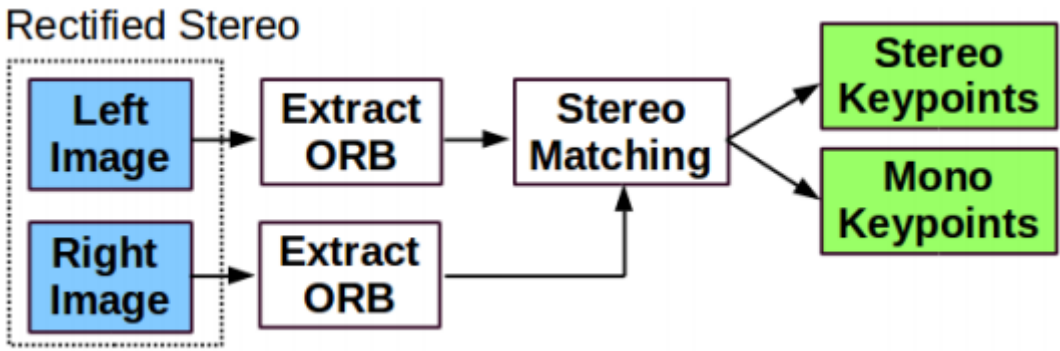 Rectified Stereo
Left
Image
Extract
ORB
Stereo
Matching
Stereo
Keypoints
Mono
Keypoints
Right
Image
Extract
ORB